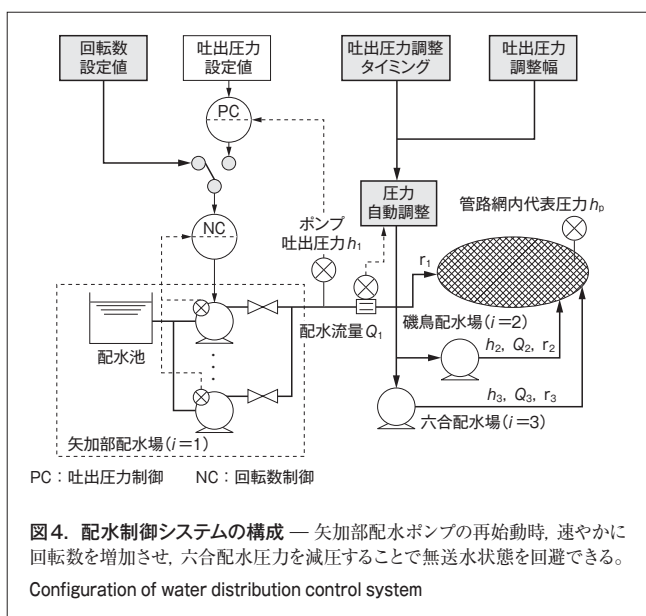 回転数
設定値
吐出圧力
設定値
吐出圧力調整
タイミング
吐出圧力
調整幅
PC
圧力
自動調整
管路網内代表圧力hp
NC
ポンプ
吐出圧力h1
r1
配水池
配水流量Q1
磯鳥配水場(i=2)
h2, Q2, r2
h3, Q3, r3
矢加部配水場(i=1)
六合配水場(i=3)
PC：吐出圧力制御　NC：回転数制御
図4. 配水制御システムの構成 — 矢加部配水ポンプの再始動時, 速やかに
回転数を増加させ, 六合配水圧力を減圧することで無送水状態を回避できる。
Configuration of water distribution control system